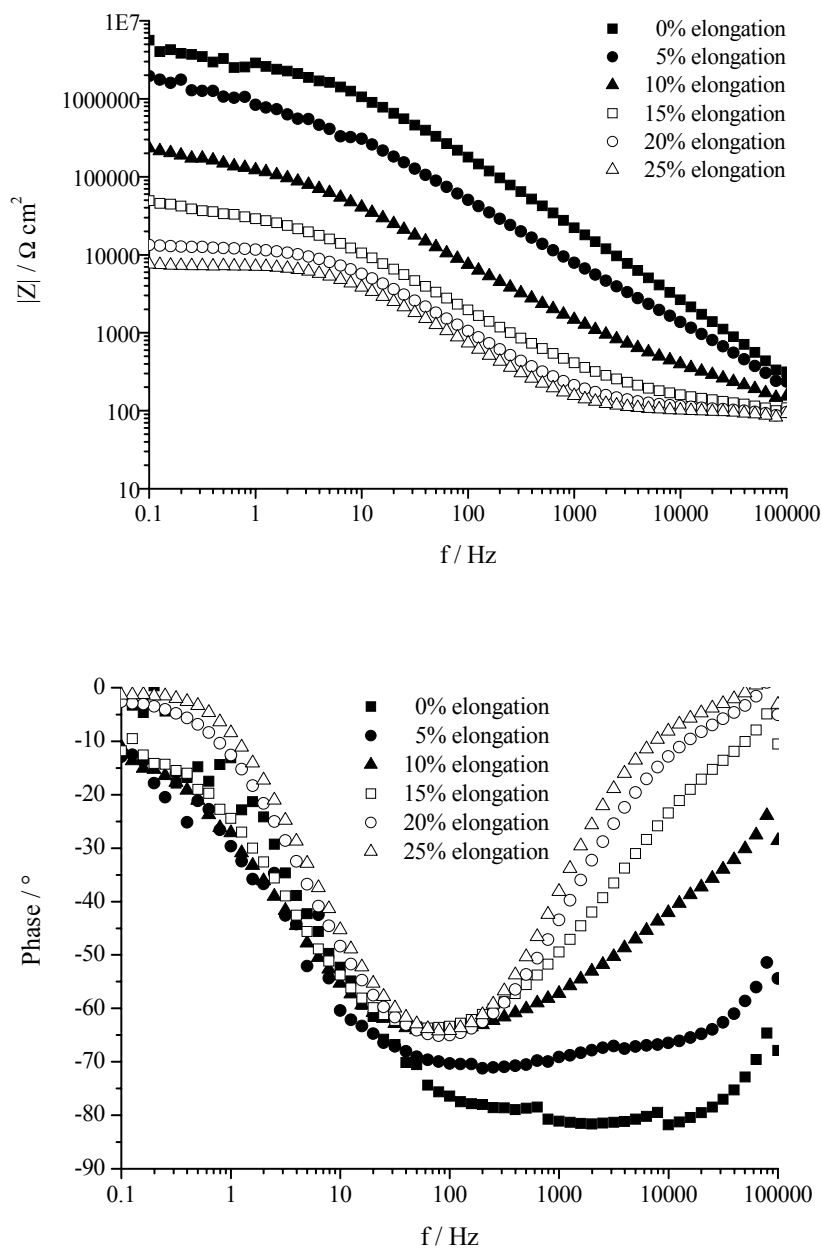 1E7
1000000
100000
10000
1000
100
10
|Z| / Ω cm²
0% elongation
5% elongation
10% elongation
15% elongation
20% elongation
25% elongation
0.1 1 10 100 1000 10000 100000
f / Hz
0
-10
-20
-30
-40
-50
-60
-70
-80
-90
Phase / °
0% elongation
5% elongation
10% elongation
15% elongation
20% elongation
25% elongation
0.1 1 10 100 1000 10000 100000
f / Hz